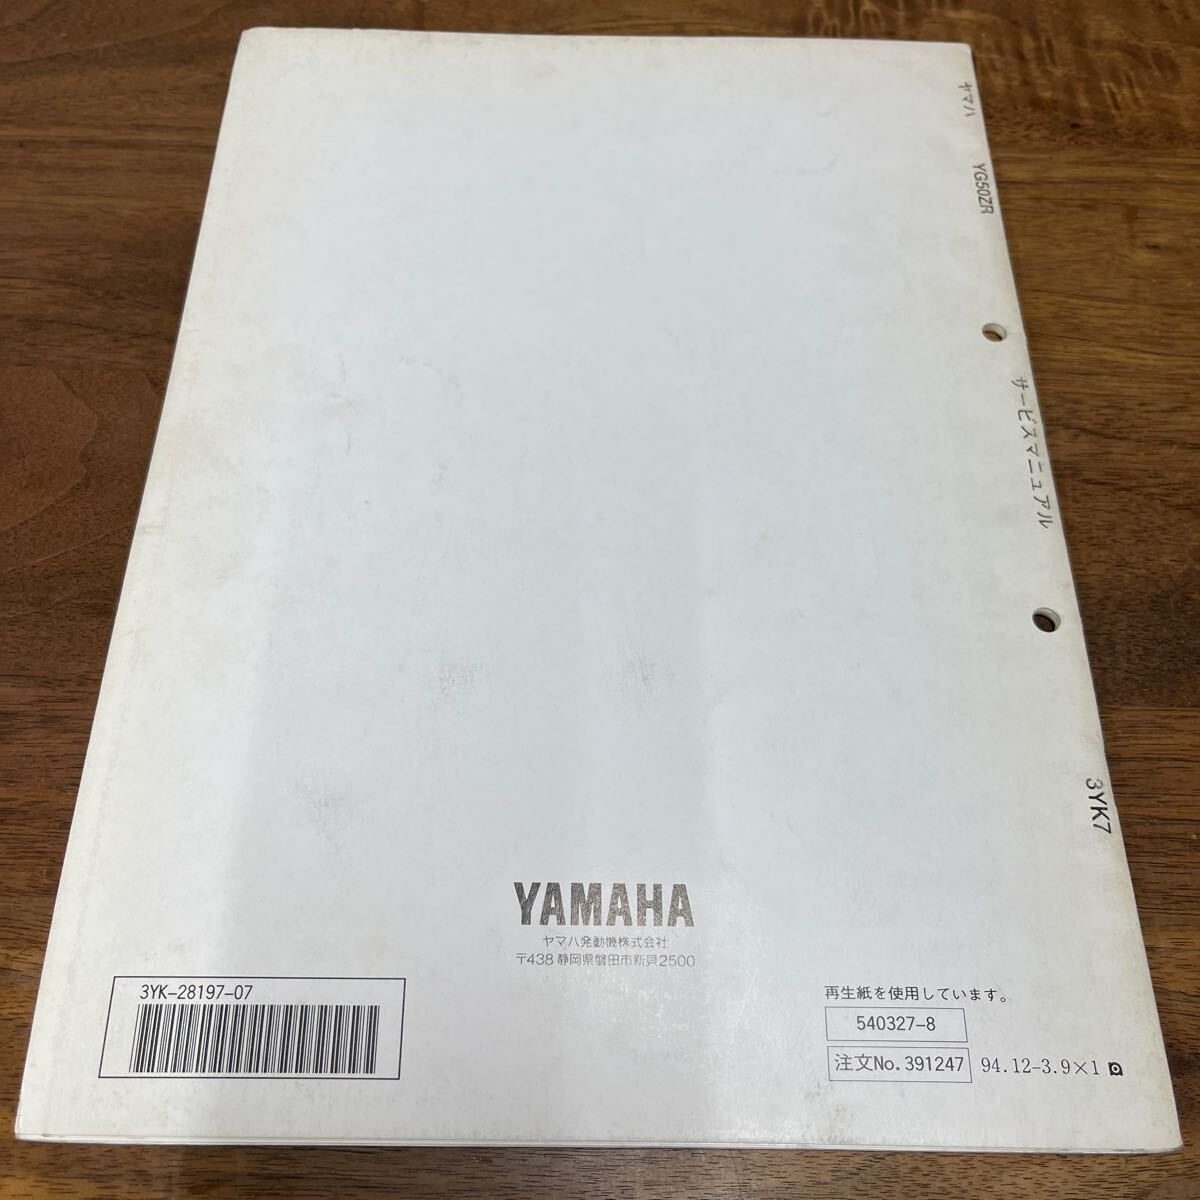 ヤマハ
YG50ZR
サービスマニュアル
3YK7
YAMAHA
ヤマハ発動機株式会社
〒438 静岡県磐田市新貝2500
3YK-28197-07
再生紙を使用しています。
540327-8
注文No.391247
94.12-3.9×1